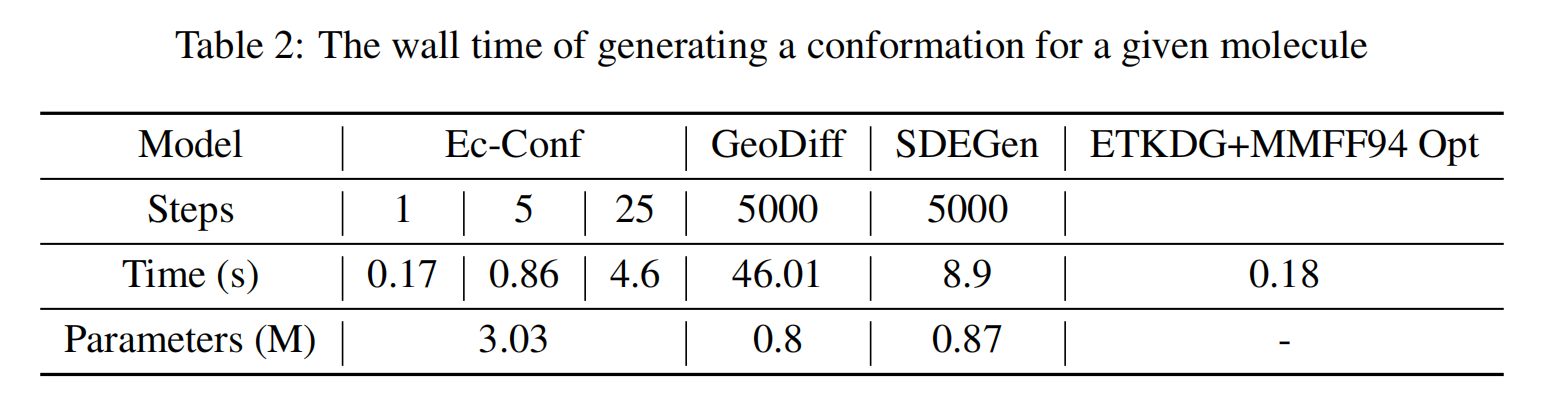 Table 2: The wall time of generating a conformation for a given molecule
Model Ec-Conf GeoDiff SDEGen ETKDG+MMFF94 Opt
Steps 1 5 25 5000 5000
Time (s) 0.17 0.86 4.6 46.01 8.9 0.18
Parameters (M) 3.03 0.8 0.87 -